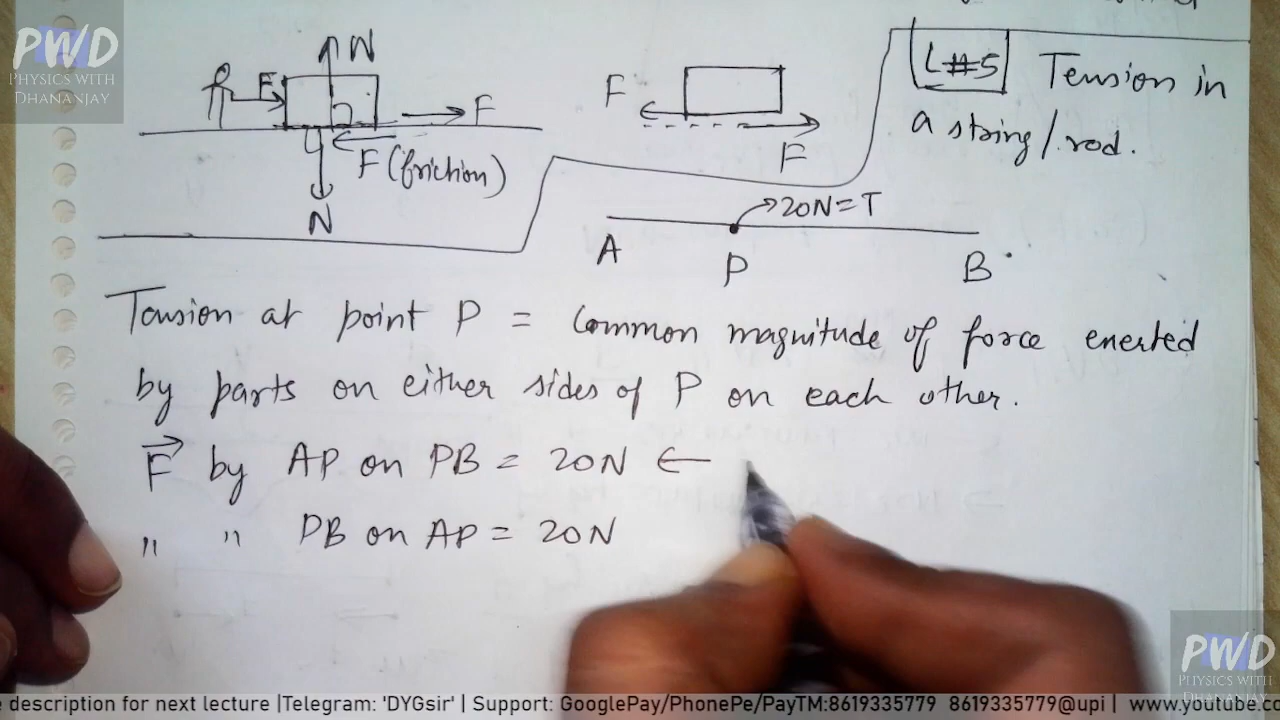 PWD
PHYSICS WITH
DHANANJAY
N
F
F
F (friction)
N
F
F
L#5 Tension in
a string/rod.
20N=T
A
P
B
Tension at point P = Common magnitude of force enerted
by parts on either sides of P on each other.
F by AP on PB = 20N ←
" " PB on AP = 20N
PWD
PHYSICS WITH
DHANANJAY
e description for next lecture |Telegram: 'DYGsir' | Support: GooglePay/PhonePe/PayTM:8619335779 8619335779@upi | www.youtube.co